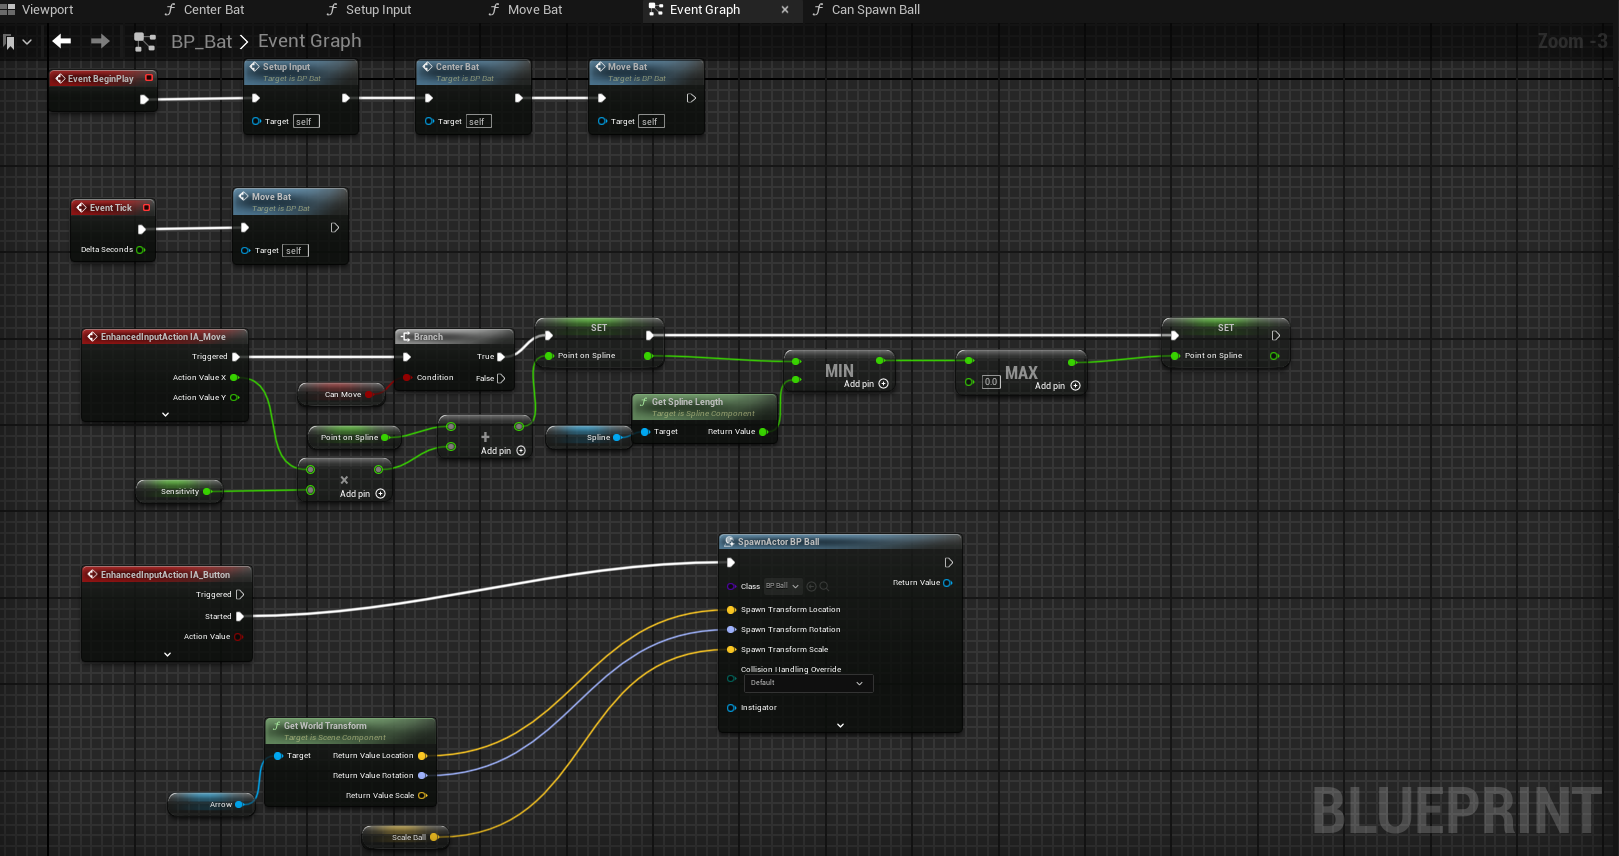 Viewport
Center Bat
Setup Input
Move Bat
Event Graph
Can Spawn Ball
BP_Bat > Event Graph
Zoom -3
Event BeginPlay
Setup Input
Target is BP Bat
Target self
Center Bat
Target is BP Bat
Target self
Move Bat
Target is BP Bat
Target self
Event Tick
Delta Seconds
Move Bat
Target is BP Bat
Target self
EnhancedInputAction IA_Move
Triggered
Action Value X
Action Value Y
Branch
True
Condition
False
Can Move
SET
Point on Spline
MIN
Add pin
MAX
0.0
Add pin
SET
Point on Spline
Get Spline Length
Target is Spline Component
Target
Return Value
Spline
Point on Spline
+
Add pin
×
Add pin
Sensitivity
EnhancedInputAction IA_Button
Triggered
Started
Action Value
SpawnActor BP Ball
Return Value
Class BP Ball
Spawn Transform Location
Spawn Transform Rotation
Spawn Transform Scale
Collision Handling Override
Default
Instigator
Get World Transform
Target is Scene Component
Target
Return Value Location
Return Value Rotation
Return Value Scale
Arrow
Scale Ball
BLUEPRINT